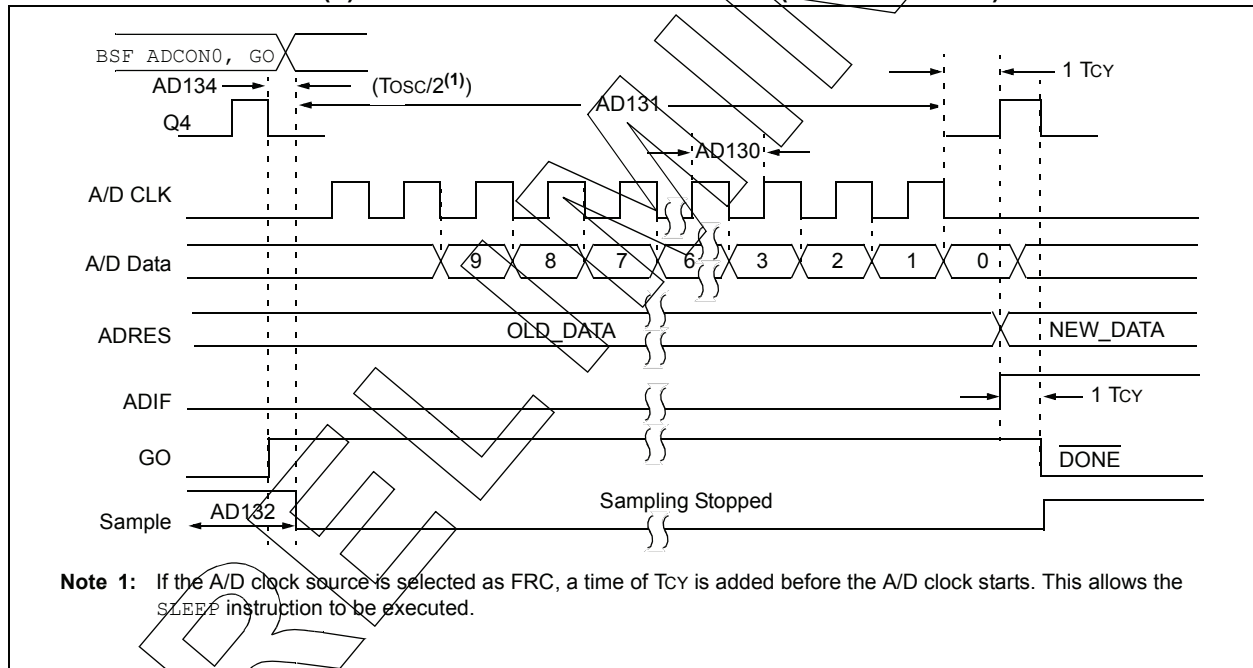 BSF ADCON0, GO
AD134
(TOSC/2(1))
1 TCY
AD131
Q4
AD130
A/D CLK
A/D Data
9 8 7 6 3 2 1 0
ADRES
OLD_DATA
NEW_DATA
ADIF
1 TCY
GO
DONE
Sample
AD132
Sampling Stopped
Note 1: If the A/D clock source is selected as FRC, a time of TCY is added before the A/D clock starts. This allows the
SLEEP instruction to be executed.